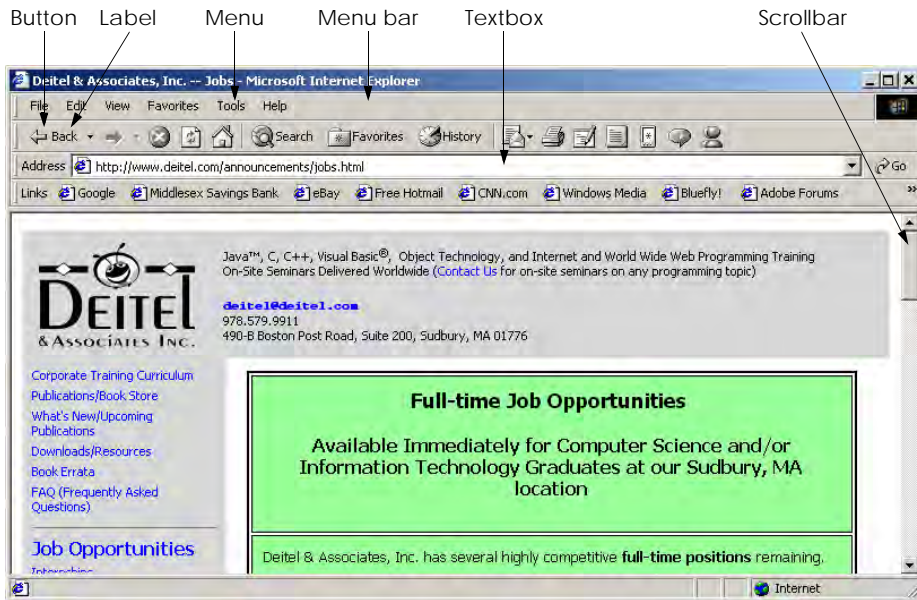 Button Label Menu Menu bar Textbox Scrollbar
Deitel & Associates, Inc. -- Jobs - Microsoft Internet Explorer
File Edit View Favorites Tools Help
Back Search Favorites History
Address http://www.deitel.com/announcements/jobs.html Go
Links Google Middlesex Savings Bank eBay Free Hotmail CNN.com Windows Media Bluefly! Adobe Forums »
DEITEL
& ASSOCIATES INC.
Java™, C, C++, Visual Basic®, Object Technology, and Internet and World Wide Web Programming Training
On-Site Seminars Delivered Worldwide (Contact Us for on-site seminars on any programming topic)
deitel@deitel.com
978.579.9911
490-B Boston Post Road, Suite 200, Sudbury, MA 01776
Corporate Training Curriculum
Publications/Book Store
What's New/Upcoming
Publications
Downloads/Resources
Book Errata
FAQ (Frequently Asked
Questions)
Job Opportunities
Internships
Full-time Job Opportunities
Available Immediately for Computer Science and/or
Information Technology Graduates at our Sudbury, MA
location
Deitel & Associates, Inc. has several highly competitive full-time positions remaining.
Internet